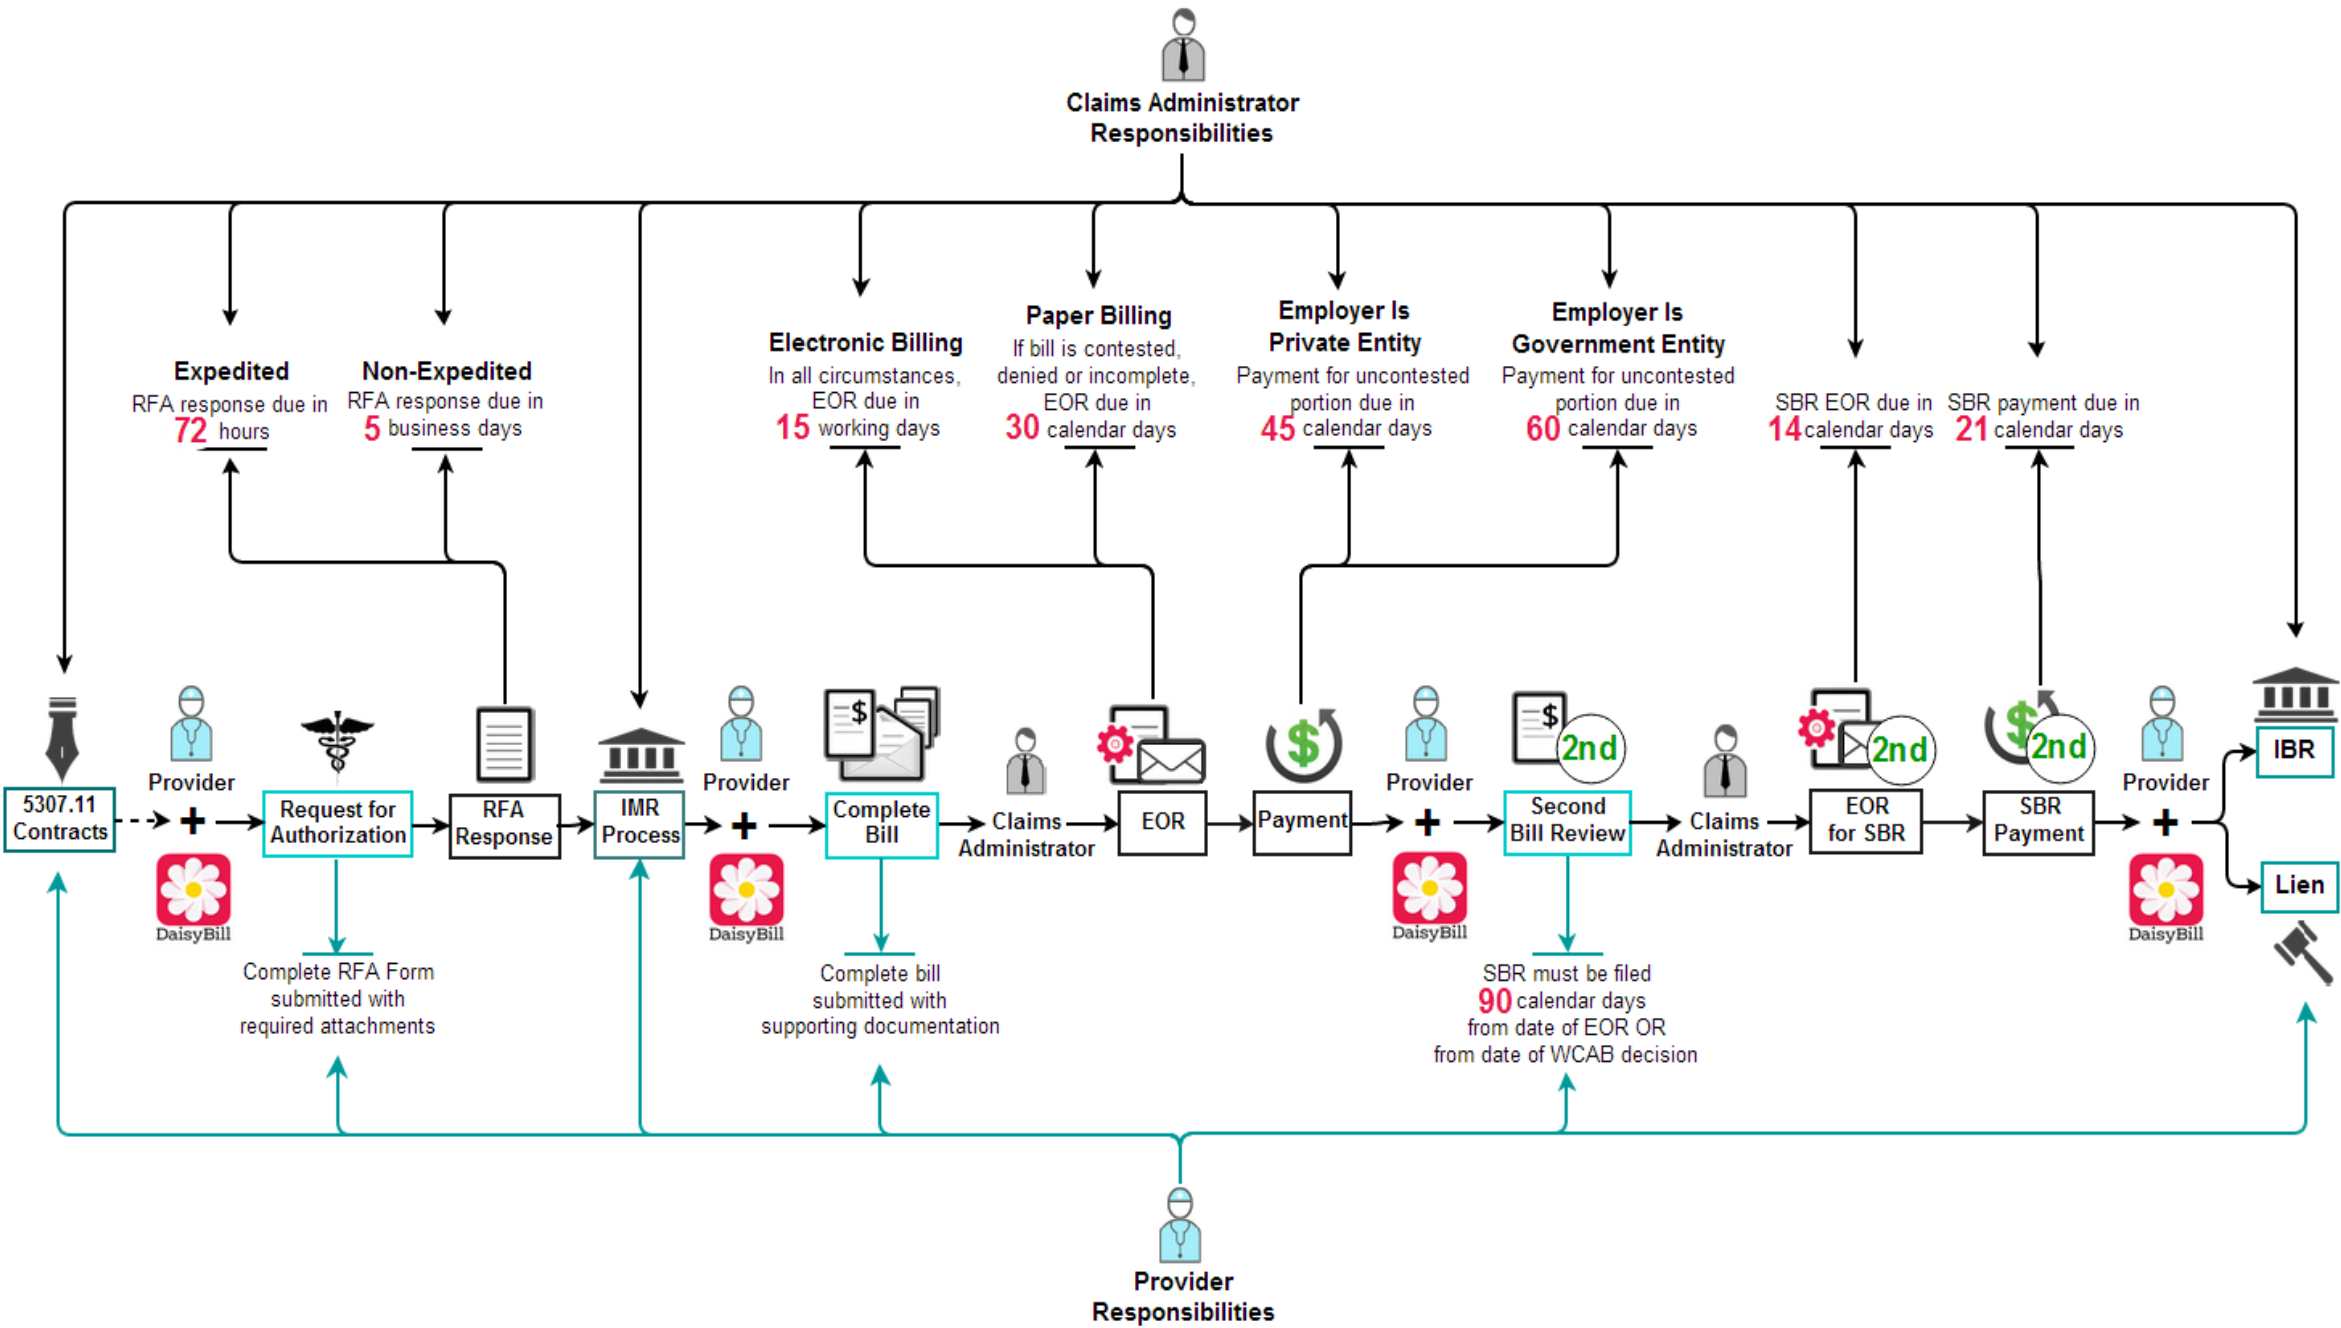 Claims Administrator
Responsibilities
Expedited
RFA response due in
72 hours
Non-Expedited
RFA response due in
5 business days
Electronic Billing
In all circumstances,
EOR due in
15 working days
Paper Billing
If bill is contested,
denied or incomplete,
EOR due in
30 calendar days
Employer Is
Private Entity
Payment for uncontested
portion due in
45 calendar days
Employer Is
Government Entity
Payment for uncontested
portion due in
60 calendar days
SBR EOR due in
14 calendar days
SBR payment due in
21 calendar days
5307.11
Contracts
Provider
+
DaisyBill
Request for
Authorization
RFA
Response
IMR
Process
Provider
+
DaisyBill
$
Complete
Bill
Claims
Administrator
EOR
$
Payment
Provider
+
DaisyBill
$
2nd
Second
Bill Review
Claims
Administrator
2nd
EOR
for SBR
$
2nd
SBR
Payment
Provider
+
DaisyBill
IBR
Lien
Complete RFA Form
submitted with
required attachments
Complete bill
submitted with
supporting documentation
SBR must be filed
90 calendar days
from date of EOR OR
from date of WCAB decision
Provider
Responsibilities